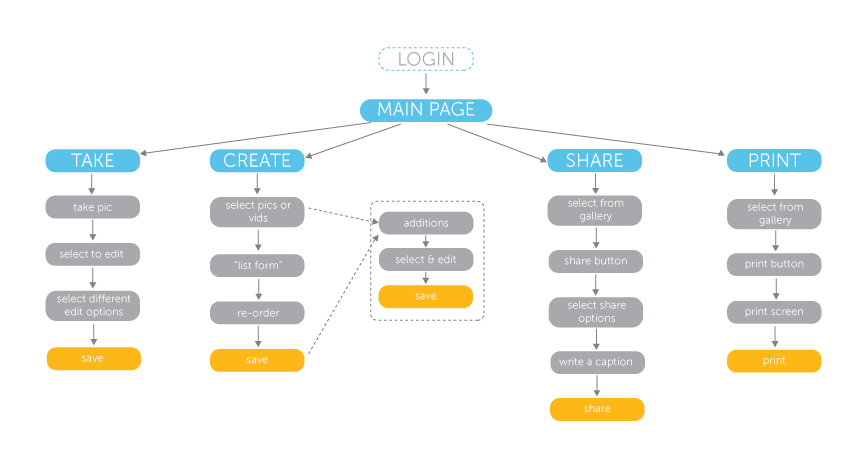 LOGIN
MAIN PAGE
TAKE
take pic
select to edit
select different
edit options
save
CREATE
select pics or
vids
"list form"
re-order
save
additions
select & edit
save
SHARE
select from
gallery
share button
select share
options
write a caption
share
PRINT
select from
gallery
print button
print screen
print